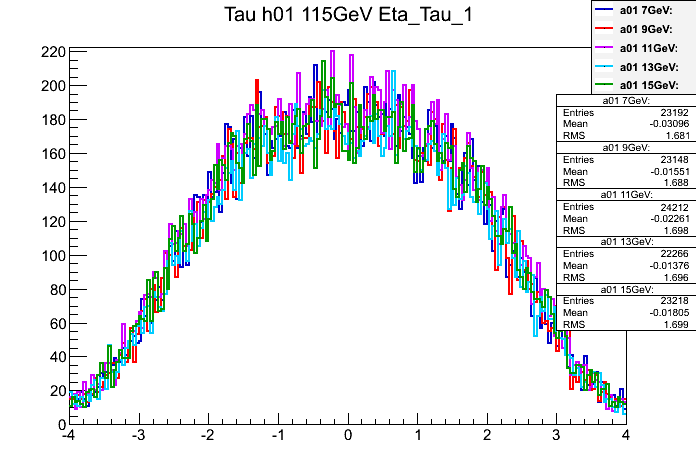 Tau h01 115GeV Eta_Tau_1
a01 7GeV:
a01 9GeV:
a01 11GeV:
a01 13GeV:
a01 15GeV:
a01 7GeV:
Entries 23192
Mean -0.03096
RMS 1.681
a01 9GeV:
Entries 23148
Mean -0.01551
RMS 1.688
a01 11GeV:
Entries 24212
Mean -0.02261
RMS 1.698
a01 13GeV:
Entries 22266
Mean -0.01376
RMS 1.696
a01 15GeV:
Entries 23218
Mean -0.01805
RMS 1.699
220
200
180
160
140
120
100
80
60
40
20
0
-4 -3 -2 -1 0 1 2 3 4